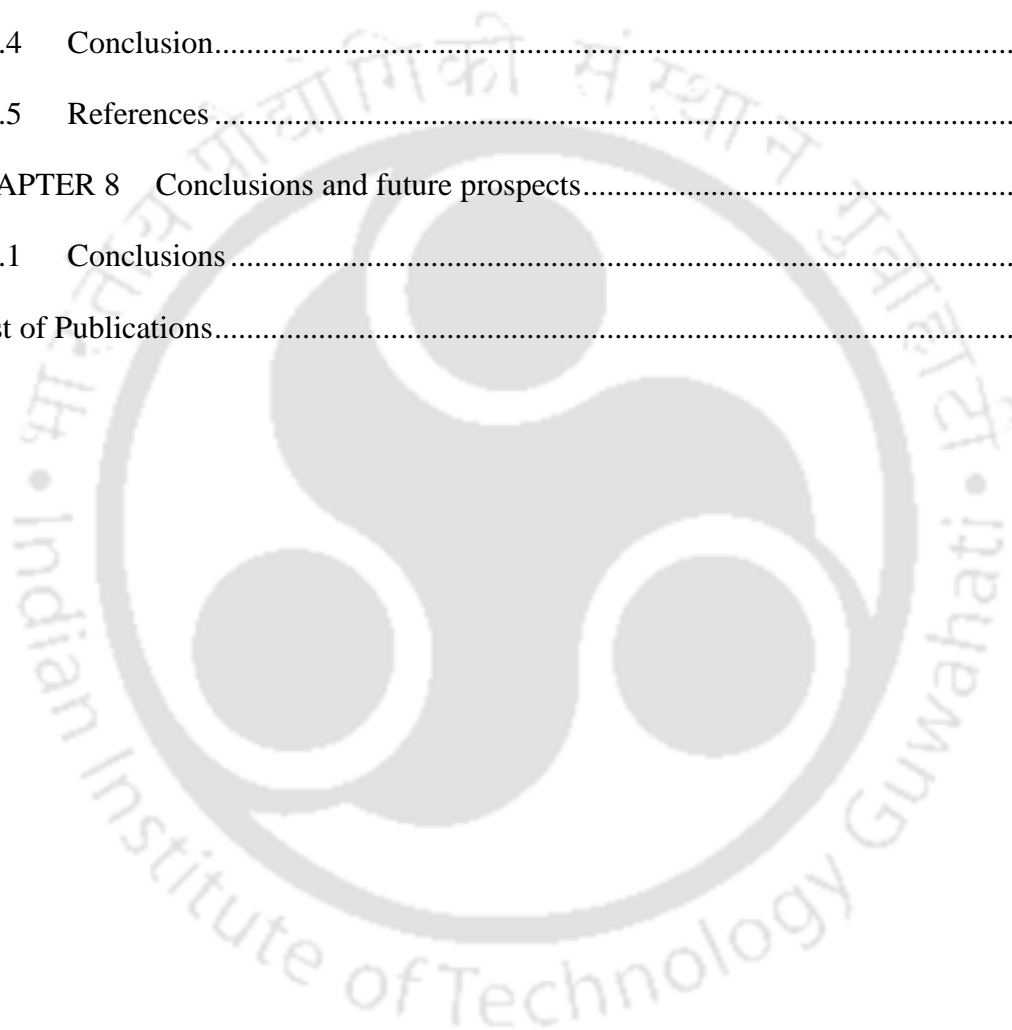 .4 Conclusion.......................................................................................................
.5 References.......................................................................................................
APTER 8 Conclusions and future prospects.......................................................
.1 Conclusions.....................................................................................................
st of Publications...............................................................................................
भारतीय प्रौद्योगिकी संस्थान गुवाहाटी
• Indian Institute of Technology Guwahati •